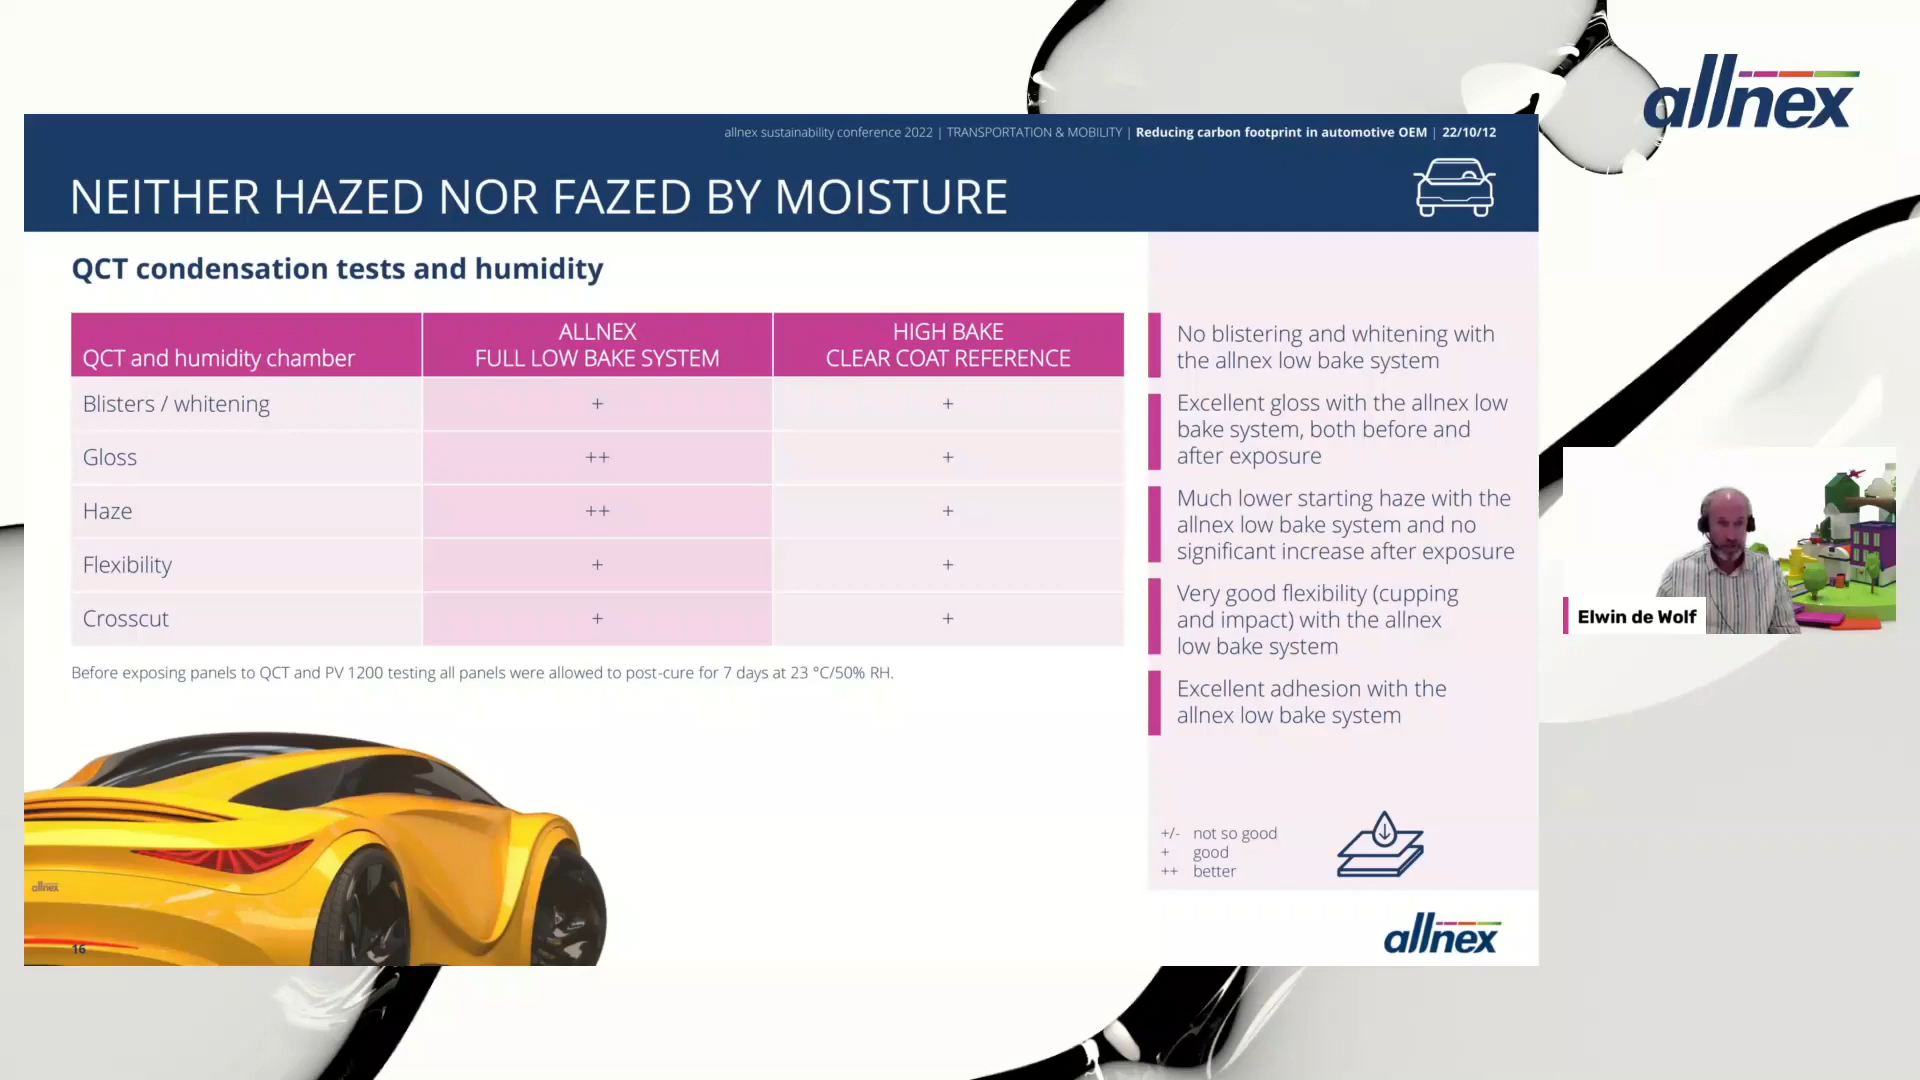 allnex
allnex sustainability conference 2022 | TRANSPORTATION & MOBILITY | Reducing carbon footprint in automotive OEM | 22/10/12
NEITHER HAZED NOR FAZED BY MOISTURE
QCT condensation tests and humidity
QCT and humidity chamber
ALLNEX
FULL LOW BAKE SYSTEM
HIGH BAKE
CLEAR COAT REFERENCE
Blisters / whitening + +
Gloss ++ +
Haze ++ +
Flexibility + +
Crosscut + +
Before exposing panels to QCT and PV 1200 testing all panels were allowed to post-cure for 7 days at 23 °C/50% RH.
No blistering and whitening with
the allnex low bake system
Excellent gloss with the allnex low
bake system, both before and
after exposure
Much lower starting haze with the
allnex low bake system and no
significant increase after exposure
Very good flexibility (cupping
and impact) with the allnex
low bake system
Excellent adhesion with the
allnex low bake system
+/- not so good
+ good
++ better
allnex
16
allnex
Elwin de Wolf